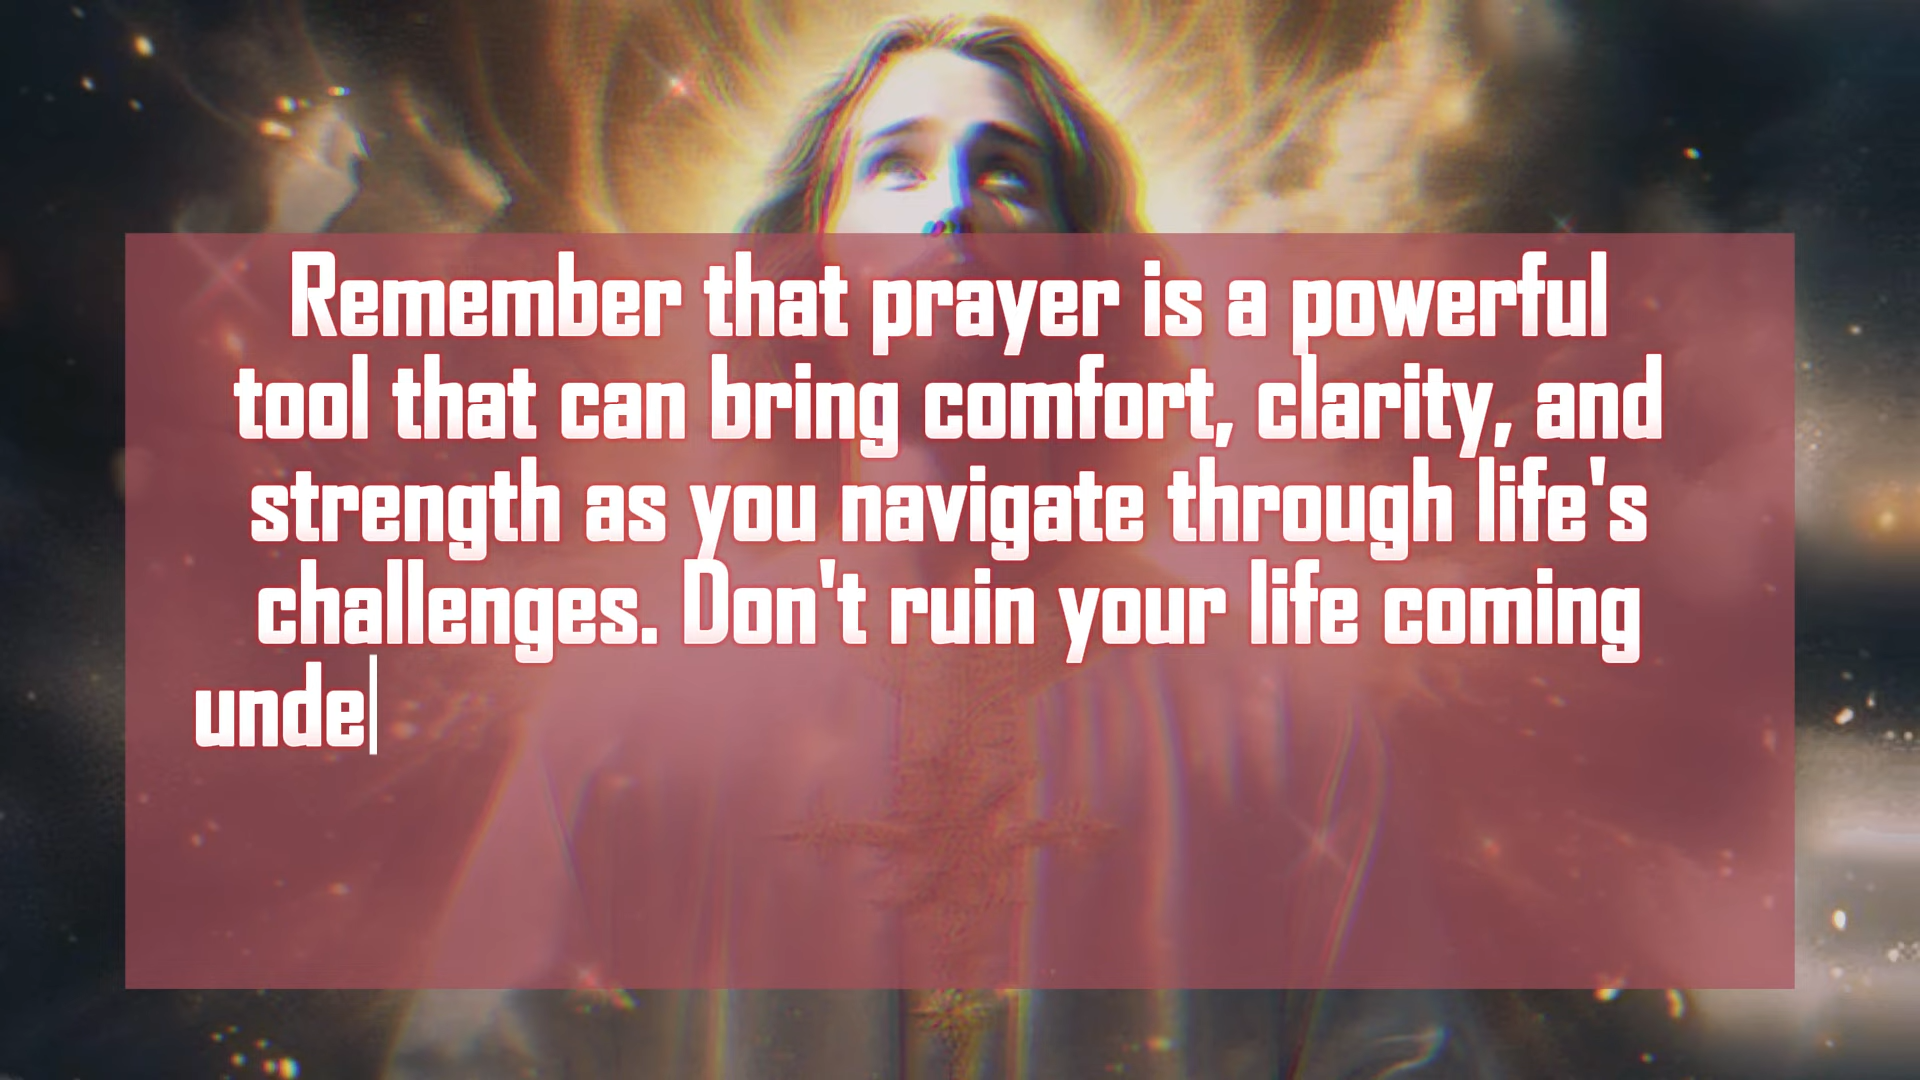 Remember that prayer is a powerful
tool that can bring comfort, clarity, and
strength as you navigate through life's
challenges. Don't ruin your life coming
unde